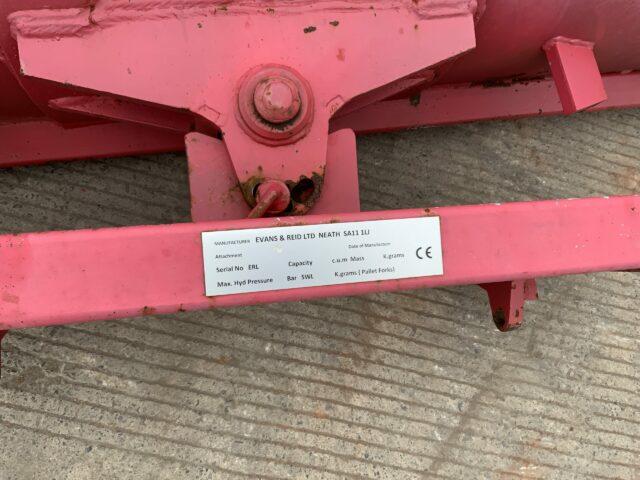 MANUFACTURER EVANS & REID LTD NEATH SA11 1LJ
Attachment Date of Manufacture
Serial No ERL Capacity c.u.m Mass K.grams
Max. Hyd Pressure Bar SWL K.grams ( Pallet Forks)
CE